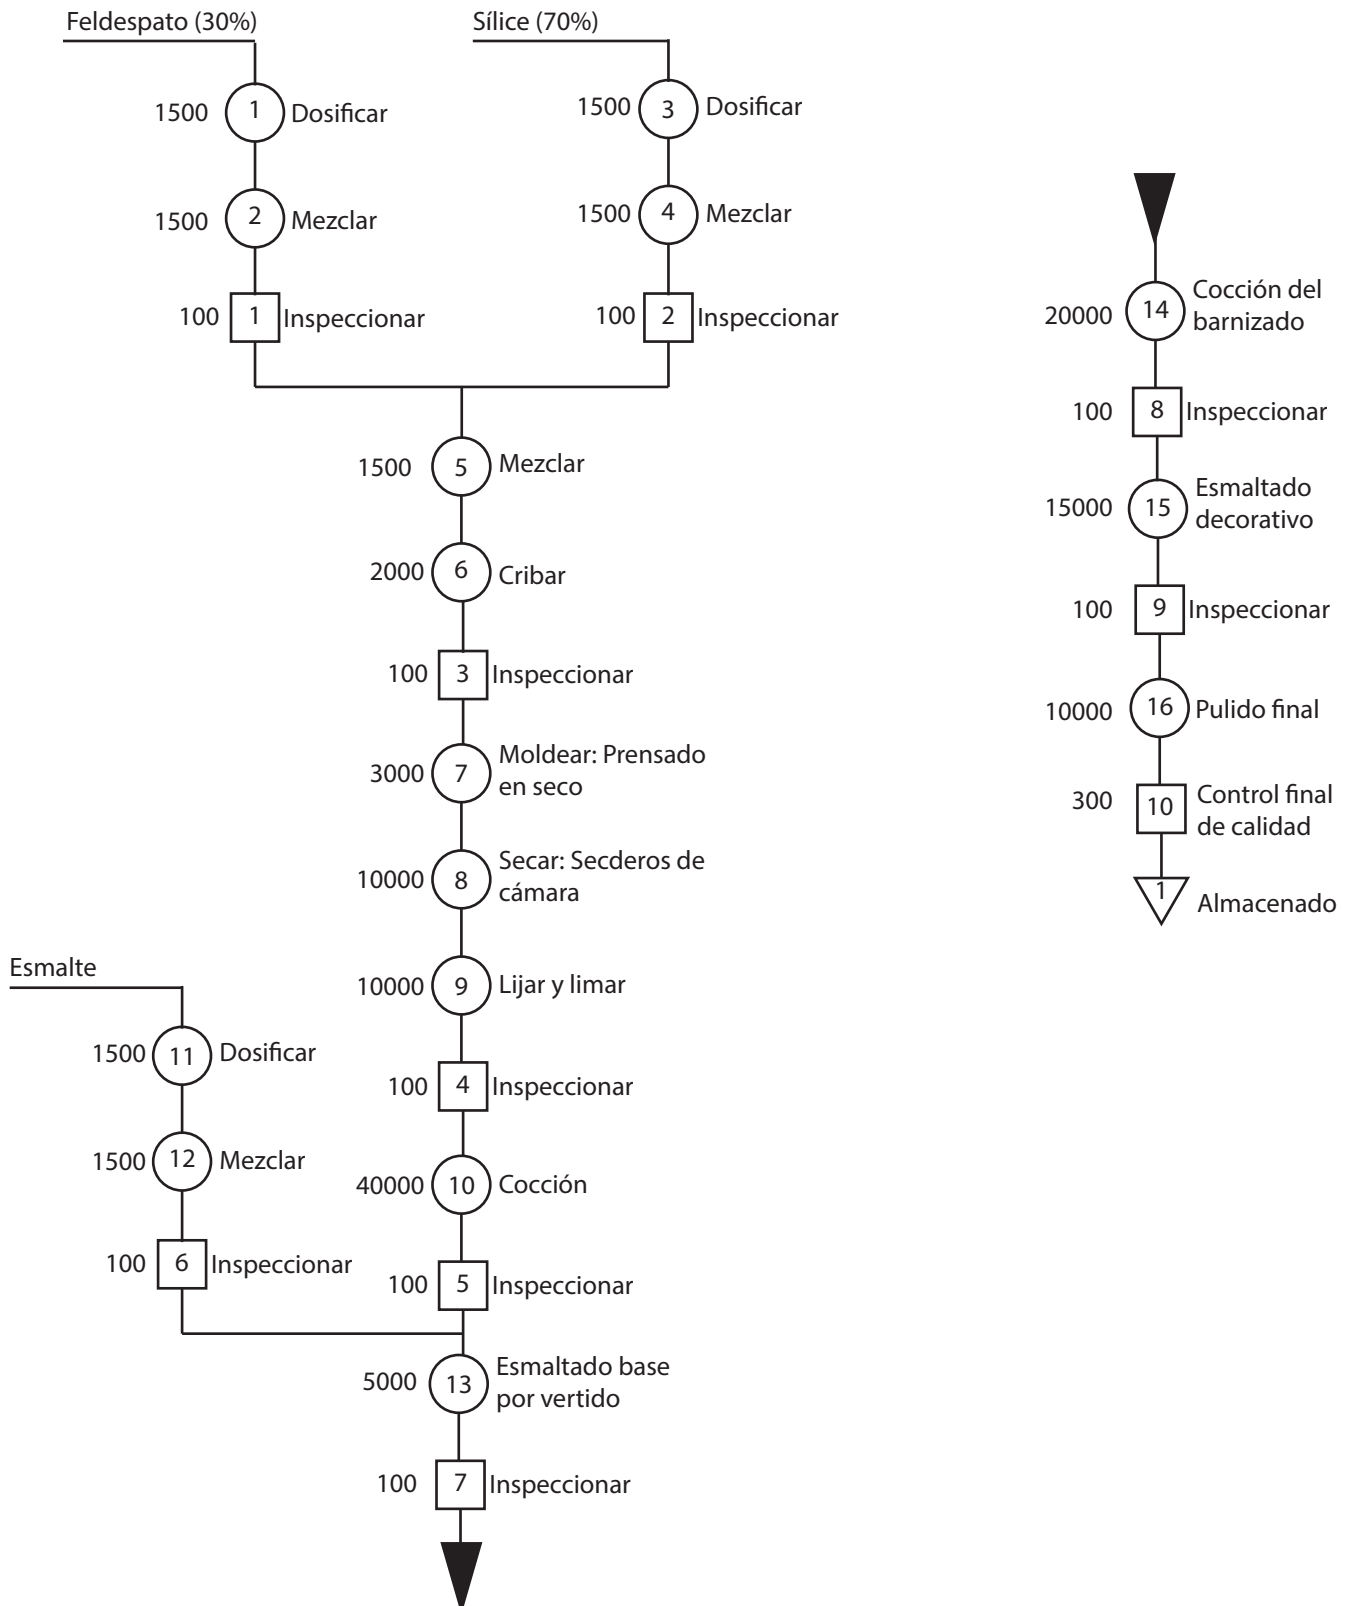 Feldespato (30%)
1500 1 Dosificar
1500 2 Mezclar
100 1 Inspeccionar
Sílice (70%)
1500 3 Dosificar
1500 4 Mezclar
100 2 Inspeccionar
1500 5 Mezclar
2000 6 Cribar
100 3 Inspeccionar
3000 7 Moldear: Prensado
en seco
10000 8 Secar: Secderos de
cámara
10000 9 Lijar y limar
100 4 Inspeccionar
40000 10 Cocción
100 5 Inspeccionar
Esmalte
1500 11 Dosificar
1500 12 Mezclar
100 6 Inspeccionar
5000 13 Esmaltado base
por vertido
100 7 Inspeccionar
20000 14 Cocción del
barnizado
100 8 Inspeccionar
15000 15 Esmaltado
decorativo
100 9 Inspeccionar
10000 16 Pulido final
300 10 Control final
de calidad
1 Almacenado